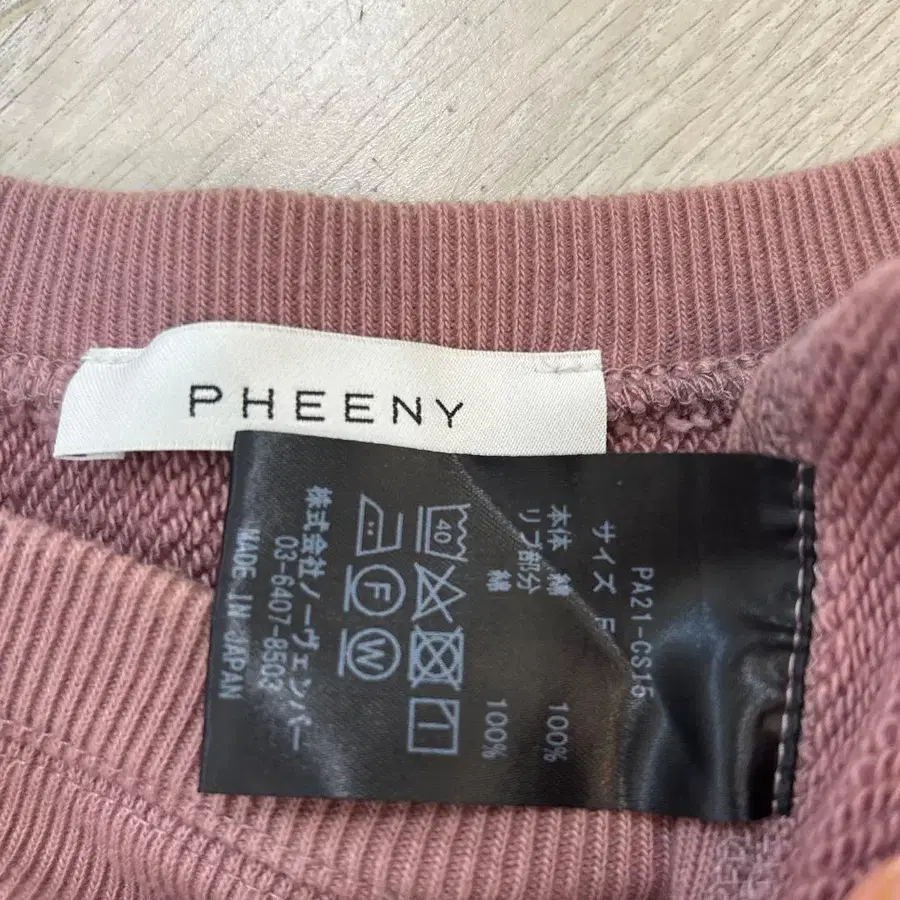 PHEENY
PA21-CS15
サイズ F
本体 綿 100%
リブ部分
綿 100%
40
F
W
株式会社ノーヴェンバー
03-6407-8503
MADE IN JAPAN